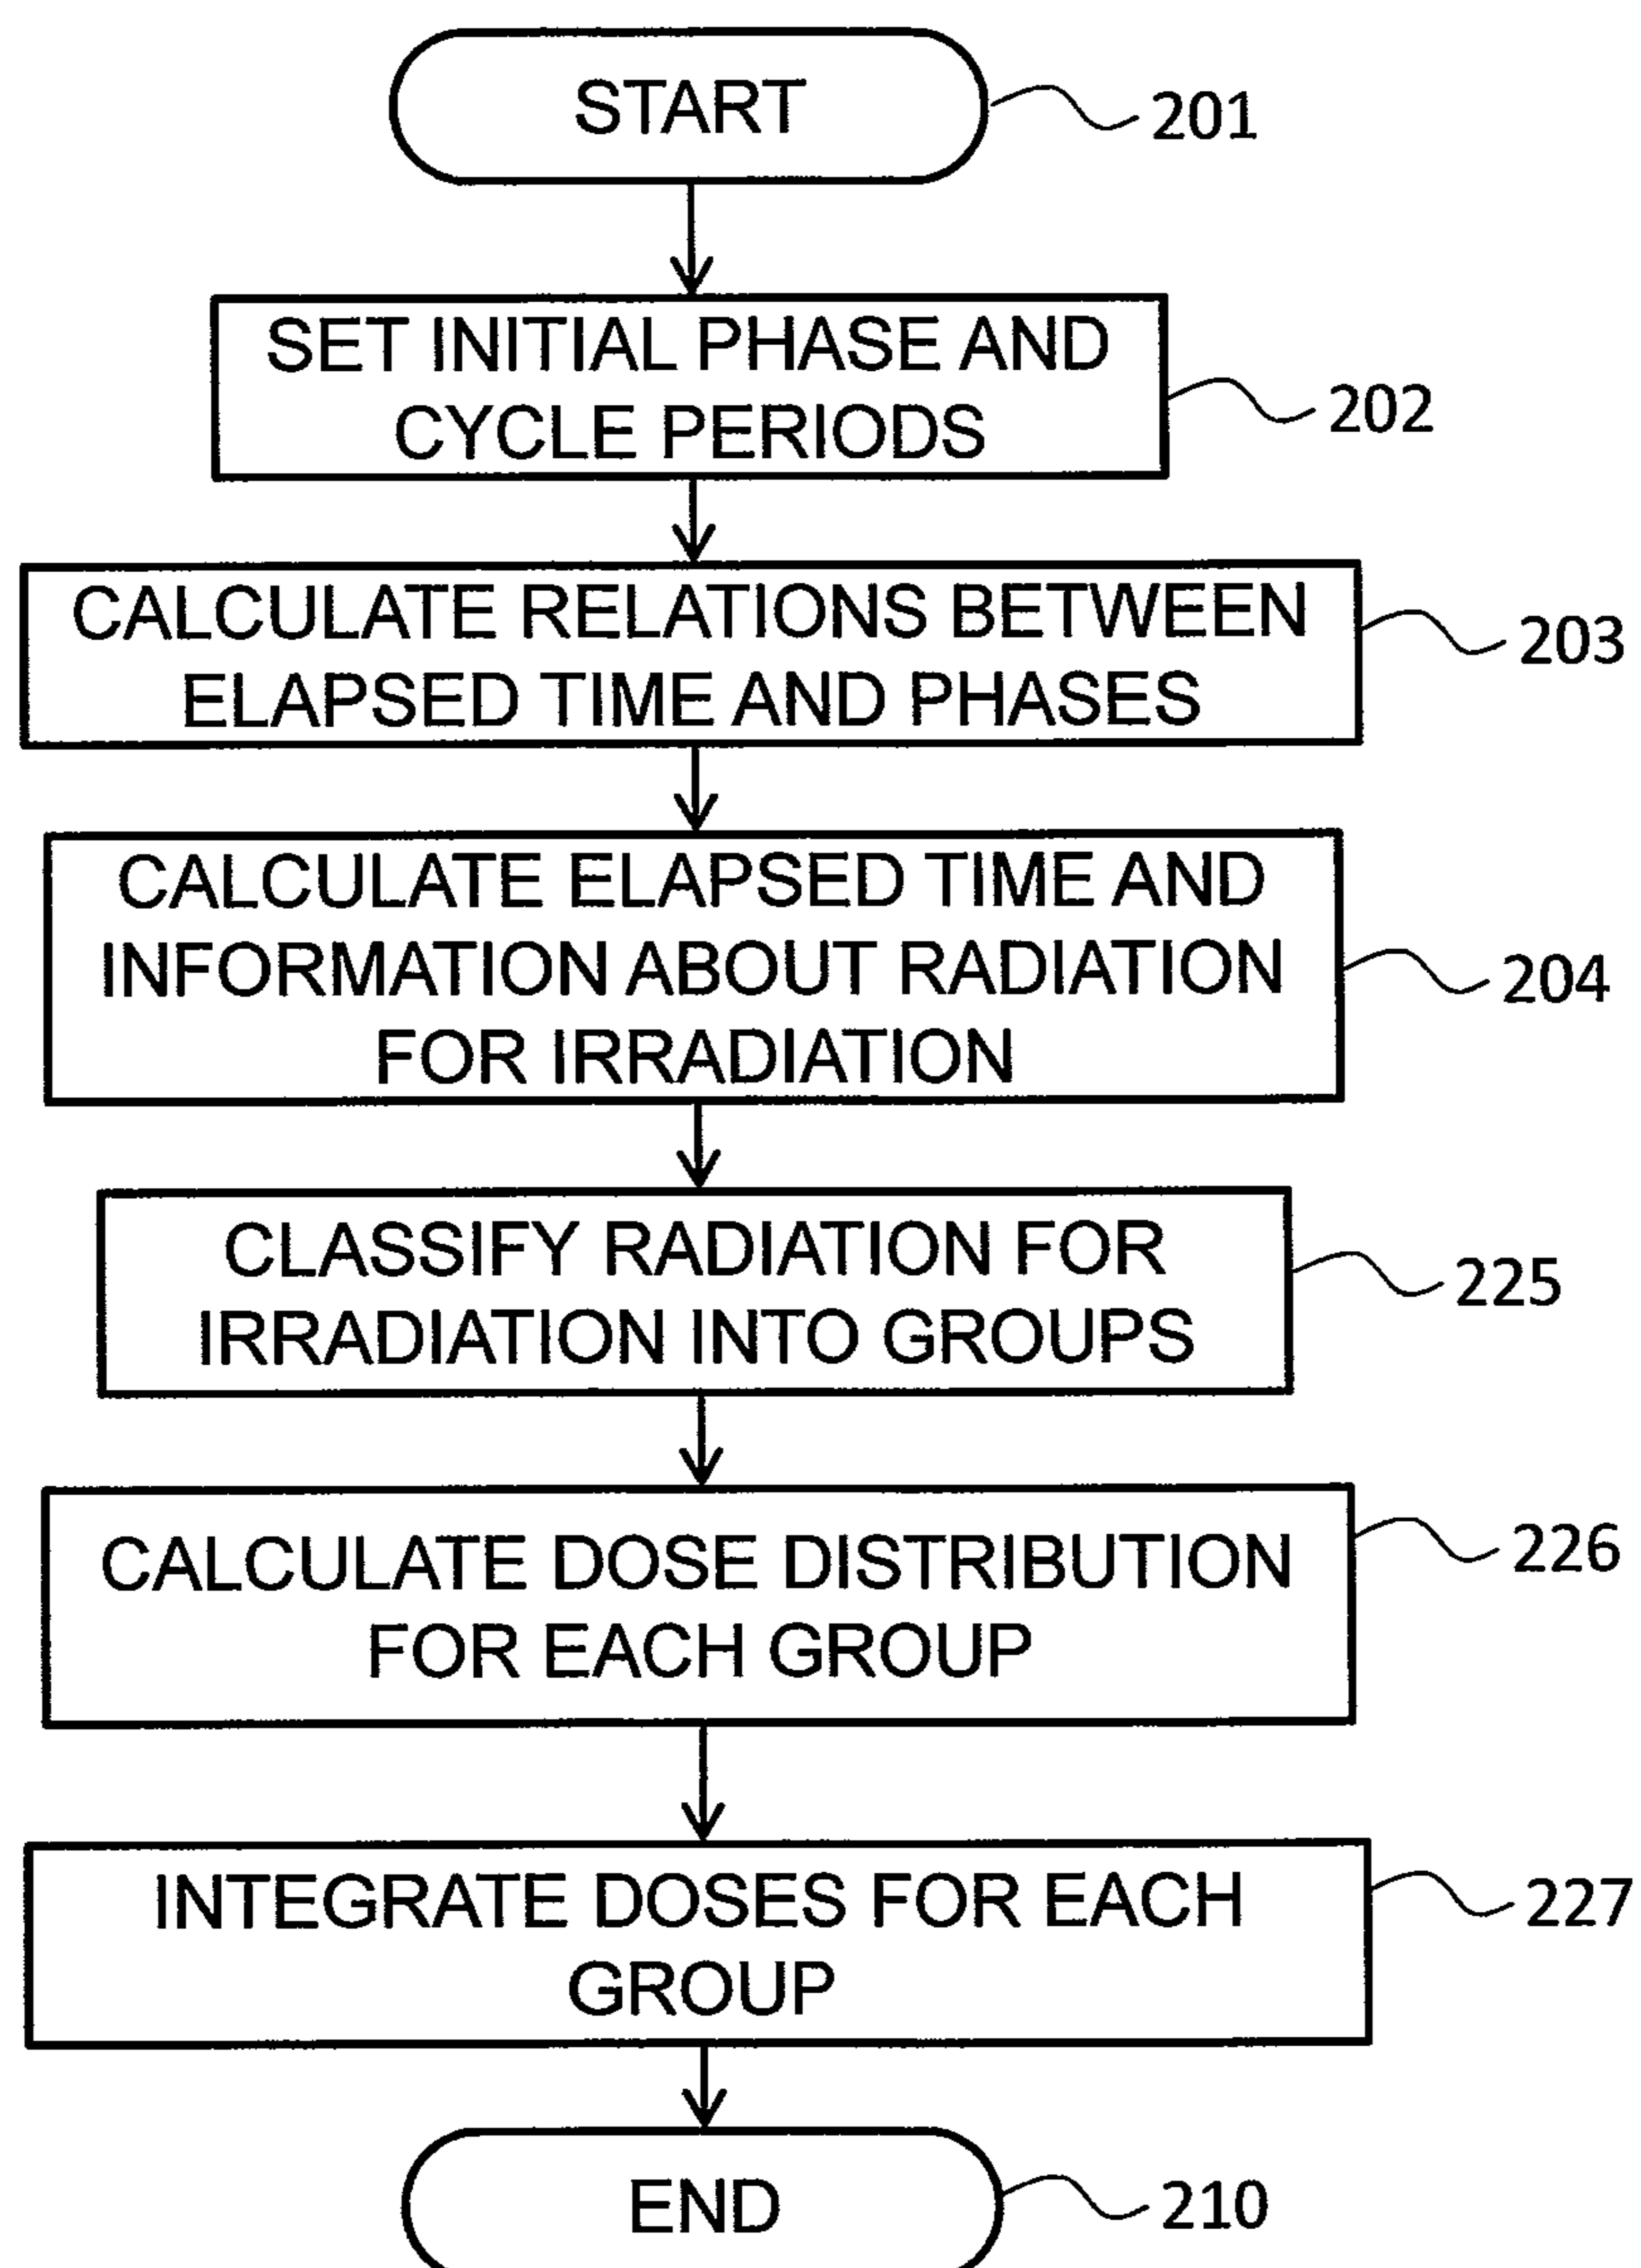 START
201
SET INITIAL PHASE AND
CYCLE PERIODS
202
CALCULATE RELATIONS BETWEEN
ELAPSED TIME AND PHASES
203
CALCULATE ELAPSED TIME AND
INFORMATION ABOUT RADIATION
FOR IRRADIATION
204
CLASSIFY RADIATION FOR
IRRADIATION INTO GROUPS
225
CALCULATE DOSE DISTRIBUTION
FOR EACH GROUP
226
INTEGRATE DOSES FOR EACH
GROUP
227
END
210